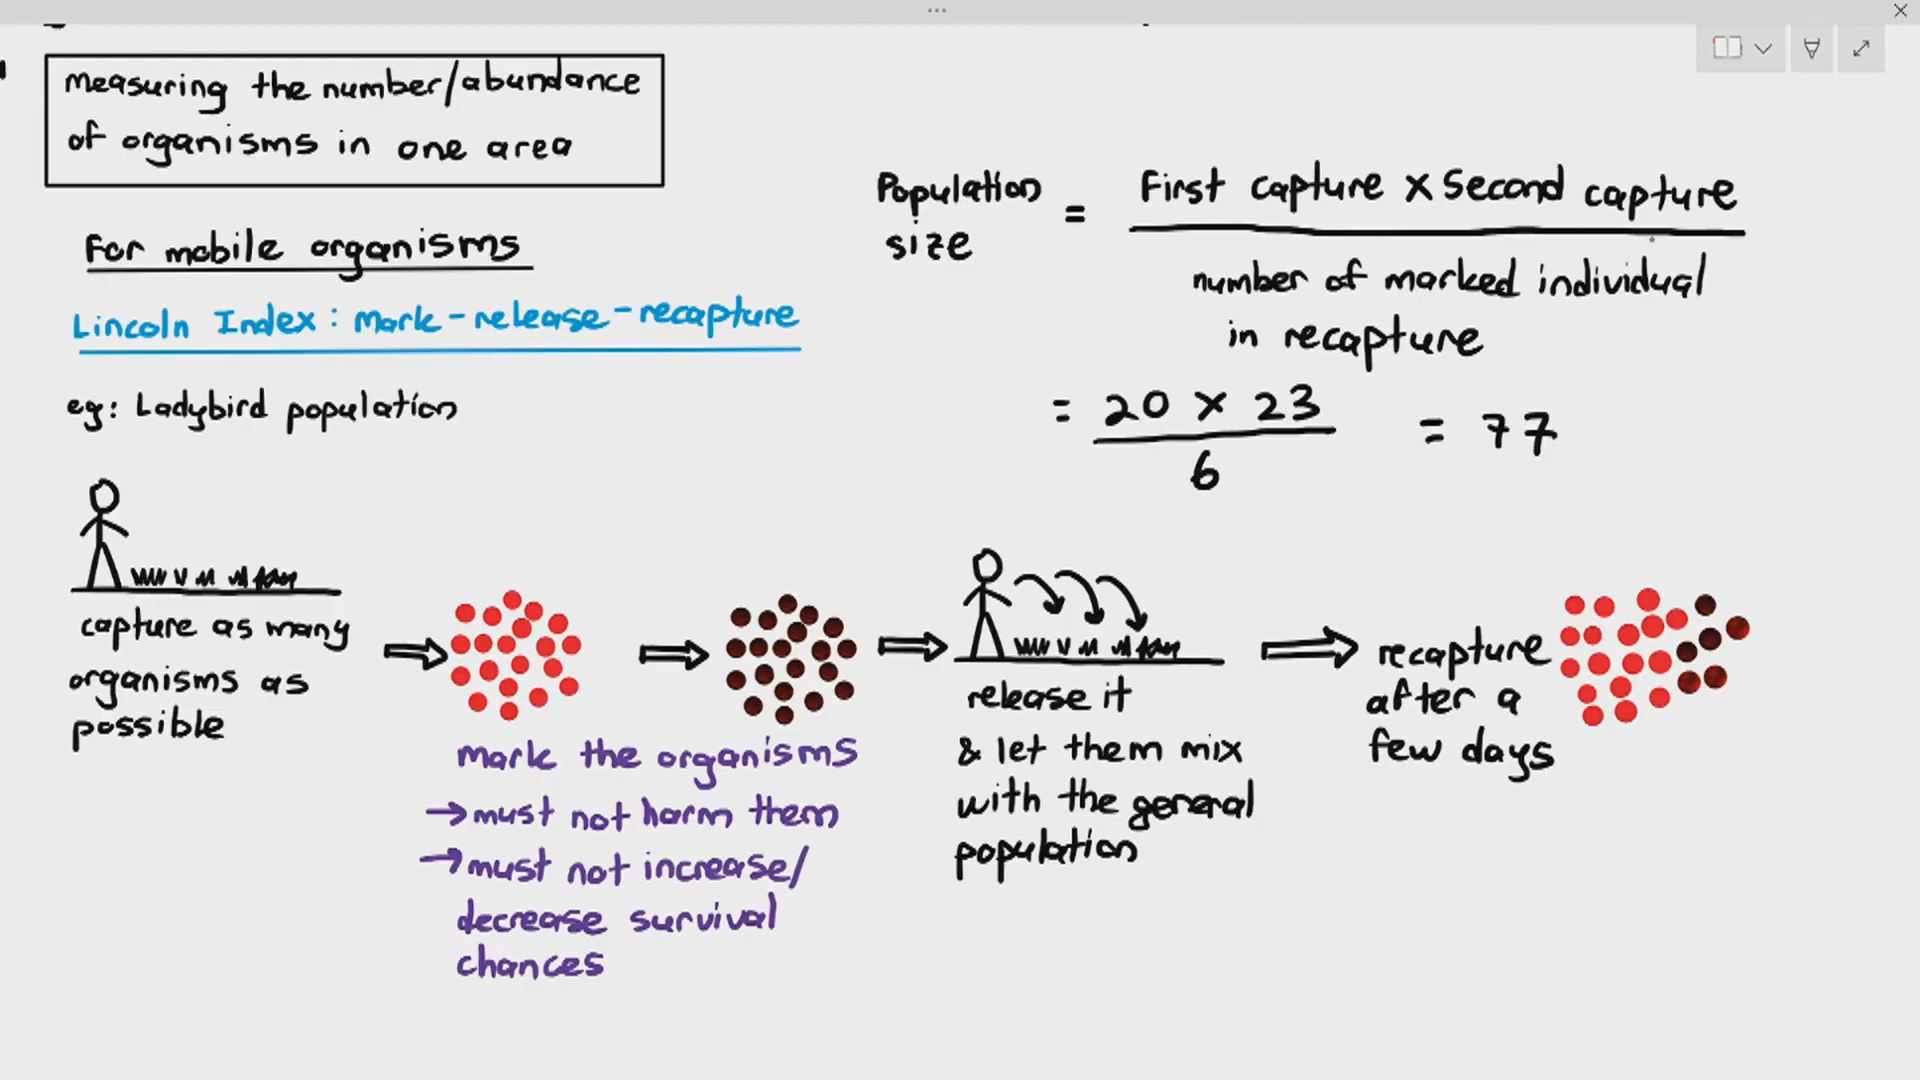 Measuring the number/abundance
of organisms in one area
For mobile organisms
Lincoln Index: mark-release-recapture
eg: Ladybird population
Population
size
=
First capture x Second capture
number of marked individual
in recapture
= 20 x 23
6
= 77
capture as many
organisms as
possible
mark the organisms
→ must not harm them
→ must not increase/
decrease survival
chances
release it
& let them mix
with the general
population
recapture
after a
few days